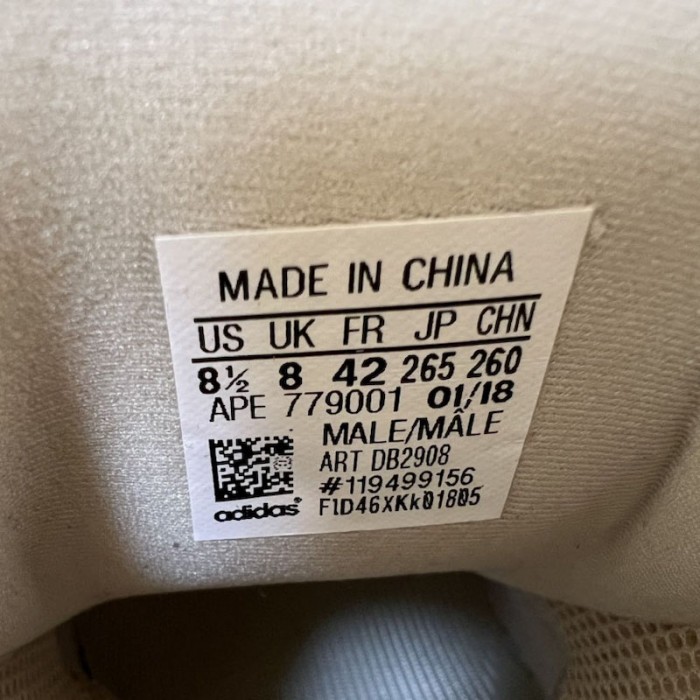 MADE IN CHINA
US UK FR JP CHN
8½ 8 42 265 260
APE 779001 01/18
MALE/MÂLE
ART DB2908
#119499156
F1D46XKk01805
adidas